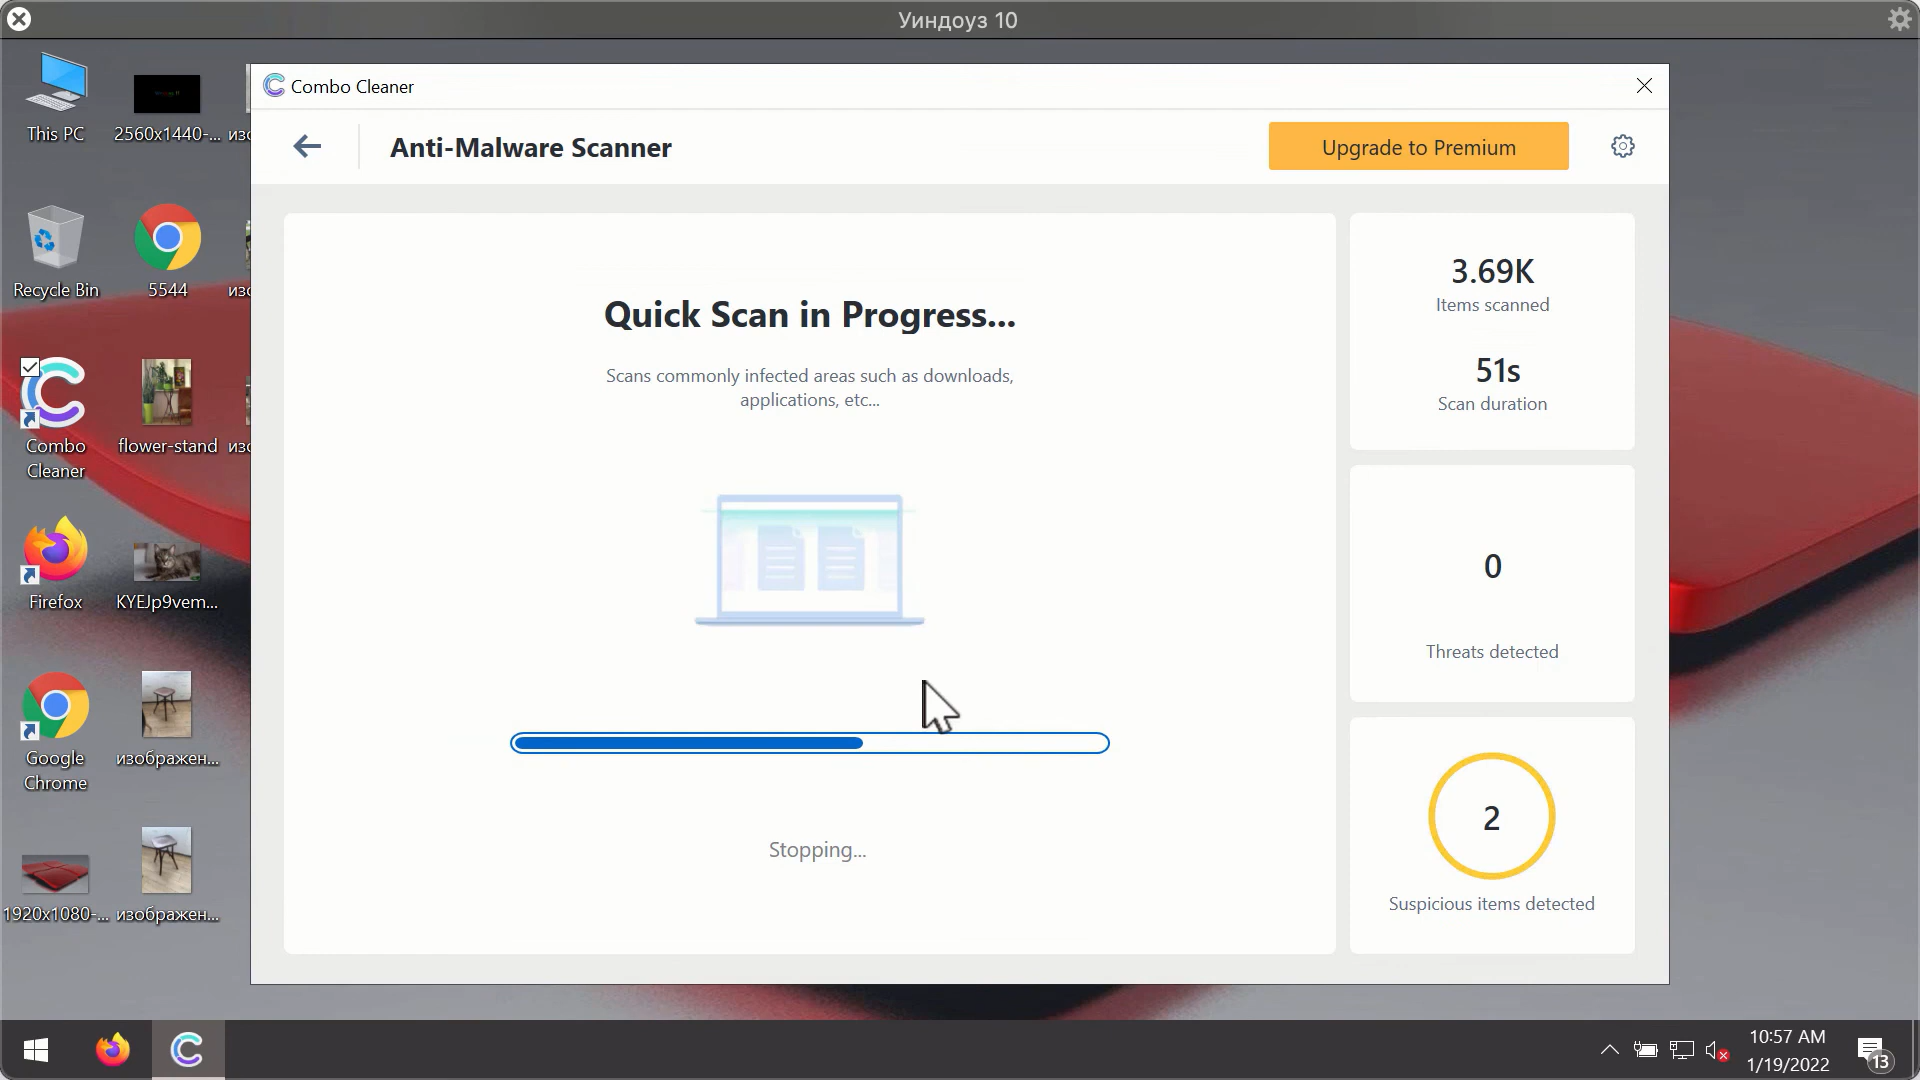 Уиндоуз 10
This PC
2560x1440-...
изо
Combo Cleaner
Anti-Malware Scanner
Upgrade to Premium
Recycle Bin
5544
изо
Combo
Cleaner
flower-stand
изо
Firefox
KYEJp9vem...
Google
Chrome
изображен...
1920x1080-...
изображен...
Quick Scan in Progress...
Scans commonly infected areas such as downloads,
applications, etc...
Stopping...
3.69K
Items scanned
51s
Scan duration
0
Threats detected
2
Suspicious items detected
10:57 AM
1/19/2022
13